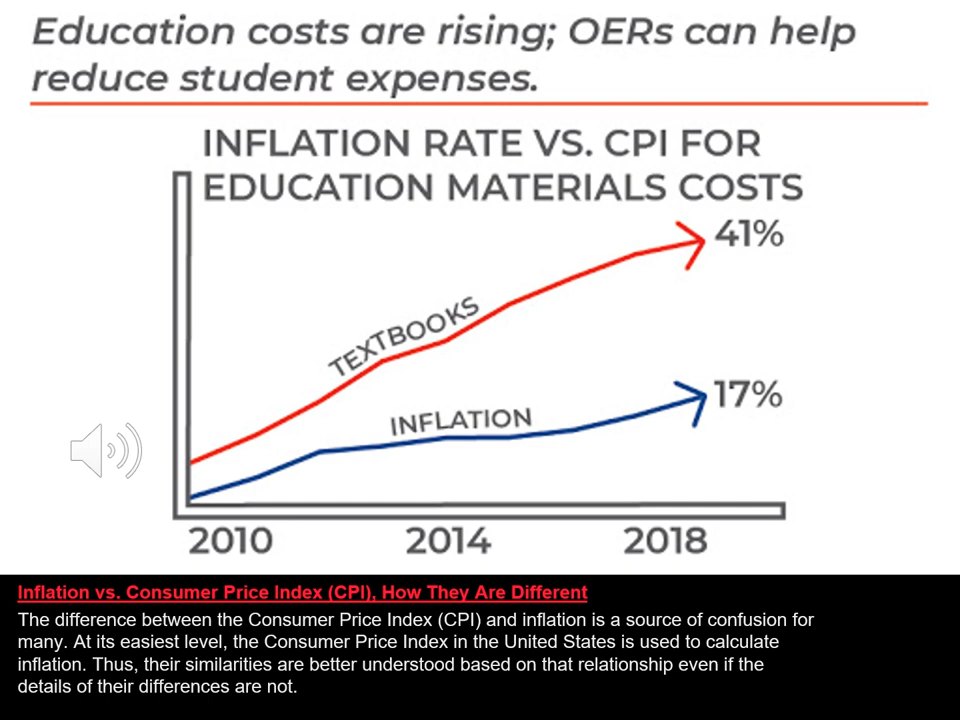 Education costs are rising; OERs can help
reduce student expenses.
INFLATION RATE VS. CPI FOR
EDUCATION MATERIALS COSTS
41%
TEXTBOOKS
17%
INFLATION
2010 2014 2018
Inflation vs. Consumer Price Index (CPI), How They Are Different
The difference between the Consumer Price Index (CPI) and inflation is a source of confusion for
many. At its easiest level, the Consumer Price Index in the United States is used to calculate
inflation. Thus, their similarities are better understood based on that relationship even if the
details of their differences are not.